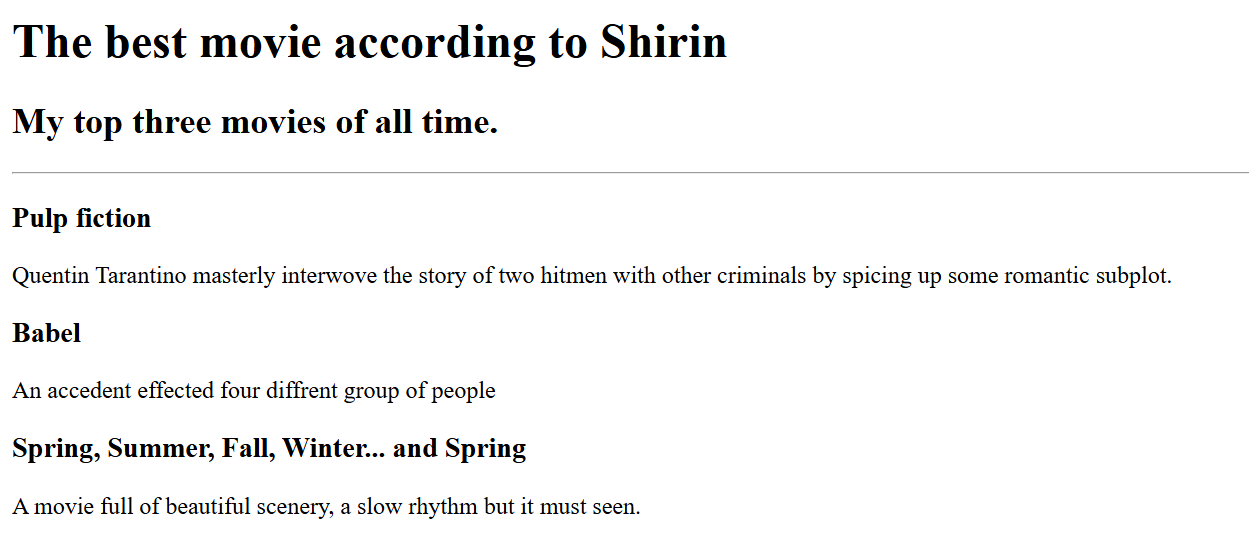 The best movie according to Shirin
My top three movies of all time.
Pulp fiction
Quentin Tarantino masterly interwove the story of two hitmen with other criminals by spicing up some romantic subplot.
Babel
An accedent effected four diffrent group of people
Spring, Summer, Fall, Winter... and Spring
A movie full of beautiful scenery, a slow rhythm but it must seen.